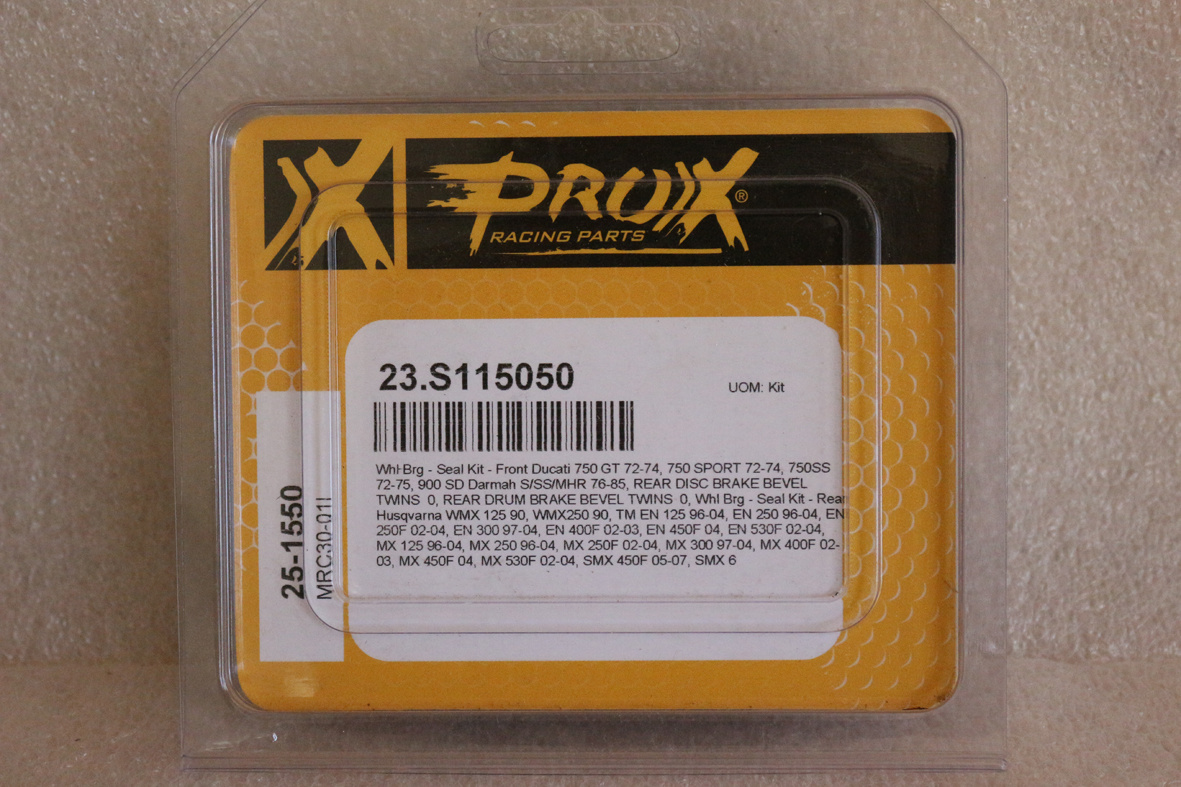 PROX®
RACING PARTS
23.S115050
UOM: Kit
Whl Brg - Seal Kit - Front Ducati 750 GT 72-74, 750 SPORT 72-74, 750SS
72-75, 900 SD Darmah S/SS/MHR 76-85, REAR DISC BRAKE BEVEL
TWINS 0, REAR DRUM BRAKE BEVEL TWINS 0, Whl Brg - Seal Kit - Rear
Husqvarna WMX 125 90, WMX250 90, TM EN 125 96-04, EN 250 96-04, EN
250F 02-04, EN 300 97-04, EN 400F 02-03, EN 450F 04, EN 530F 02-04,
MX 125 96-04, MX 250 96-04, MX 250F 02-04, MX 300 97-04, MX 400F 02-
03, MX 450F 04, MX 530F 02-04, SMX 450F 05-07, SMX 6
25-1550
MRC30-01I